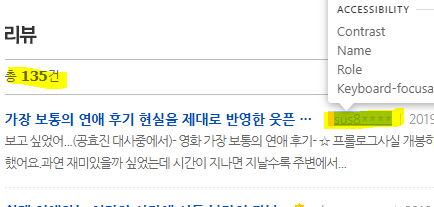 ACCESSIBILITY
리뷰
Contrast
Name
Role
총 135건
Keyboard-focusa
가장 보통의 연애 후기 현실을 제대로 반영한 웃픈 … sus8**** | 2019
보고 싶었어...(공효진 대사중에서)- 영화 가장 보통의 연애 후기- ☆ 프롤로그사실 개봉하
했어요.과연 재미있을까 싶었는데 시간이 지나면 지날수록 주변에서...